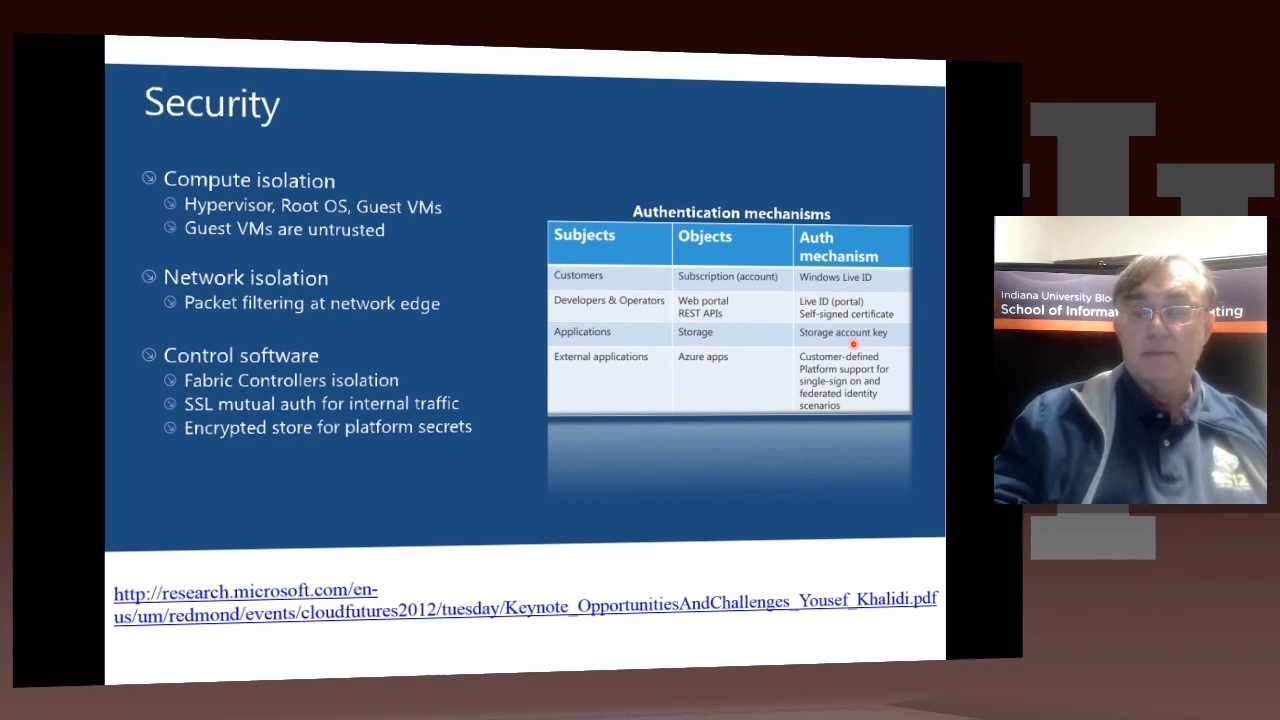 Security
Compute isolation
Hypervisor, Root OS, Guest VMs
Guest VMs are untrusted
Network isolation
Packet filtering at network edge
Control software
Fabric Controllers isolation
SSL mutual auth for internal traffic
Encrypted store for platform secrets
Authentication mechanisms
Subjects Objects Auth
mechanism
Customers Subscription (account) Windows Live ID
Developers & Operators Web portal Live ID (portal)
REST APIs Self-signed certificate
Applications Storage Storage account key
External applications Azure apps Customer-defined
Platform support for
single-sign on and
federated identity
scenarios
http://research.microsoft.com/en-
us/um/redmond/events/cloudfutures2012/tuesday/Keynote_OpportunitiesAndChallenges_Yousef_Khalidi.pdf
Indiana University Blo
School of Informa ting